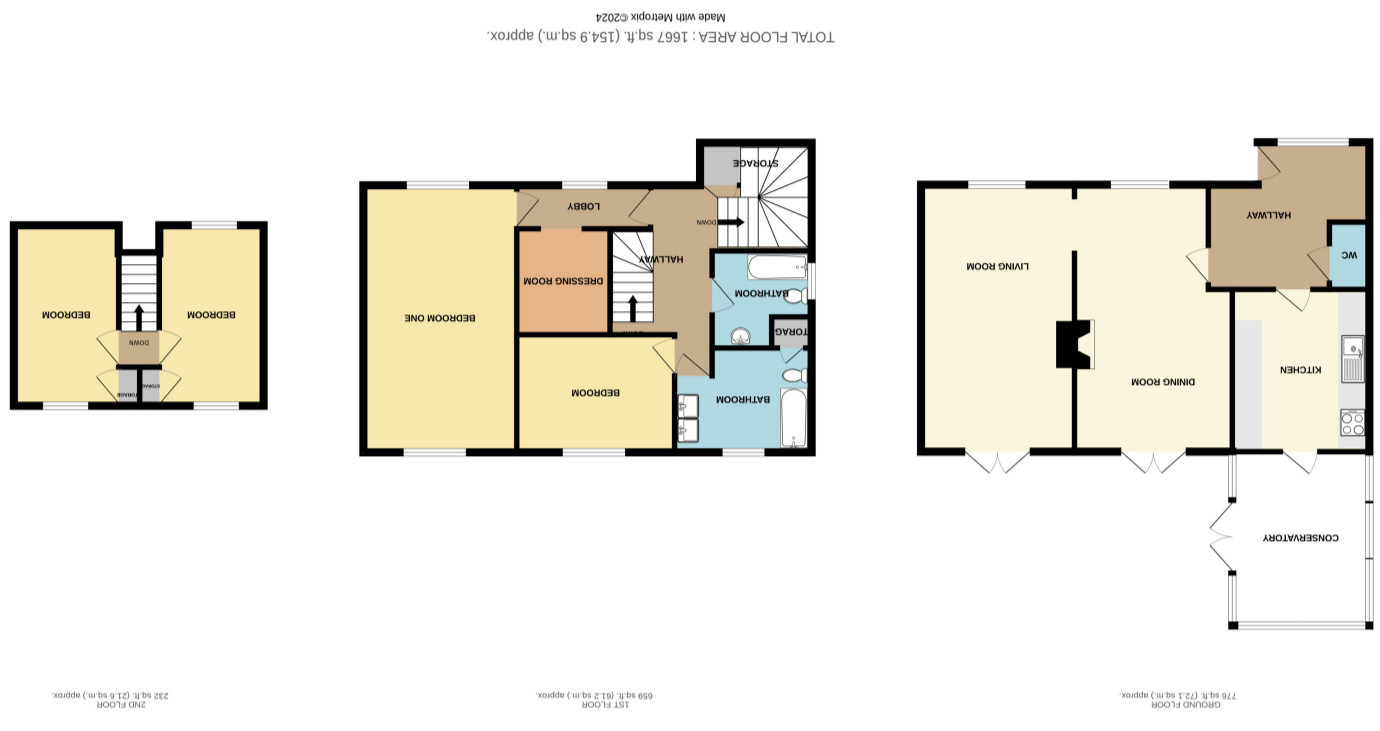 GROUND FLOOR
776 sq.ft. (72.1 sq.m.) approx.
1ST FLOOR
659 sq.ft. (61.2 sq.m.) approx.
2ND FLOOR
232 sq.ft. (21.6 sq.m.) approx.
CONSERVATORY
KITCHEN
DINING ROOM
LIVING ROOM
WC
HALLWAY
BATHROOM
BEDROOM
BEDROOM ONE
TORAG
BATHROOM
DRESSING ROOM
HALLWAY
DOWN
LOBBY
STORAGE
STORAGE
TORAGE
DOWN
BEDROOM
BEDROOM
TOTAL FLOOR AREA : 1667 sq.ft. (154.9 sq.m.) approx.
Made with Metropix ©2024